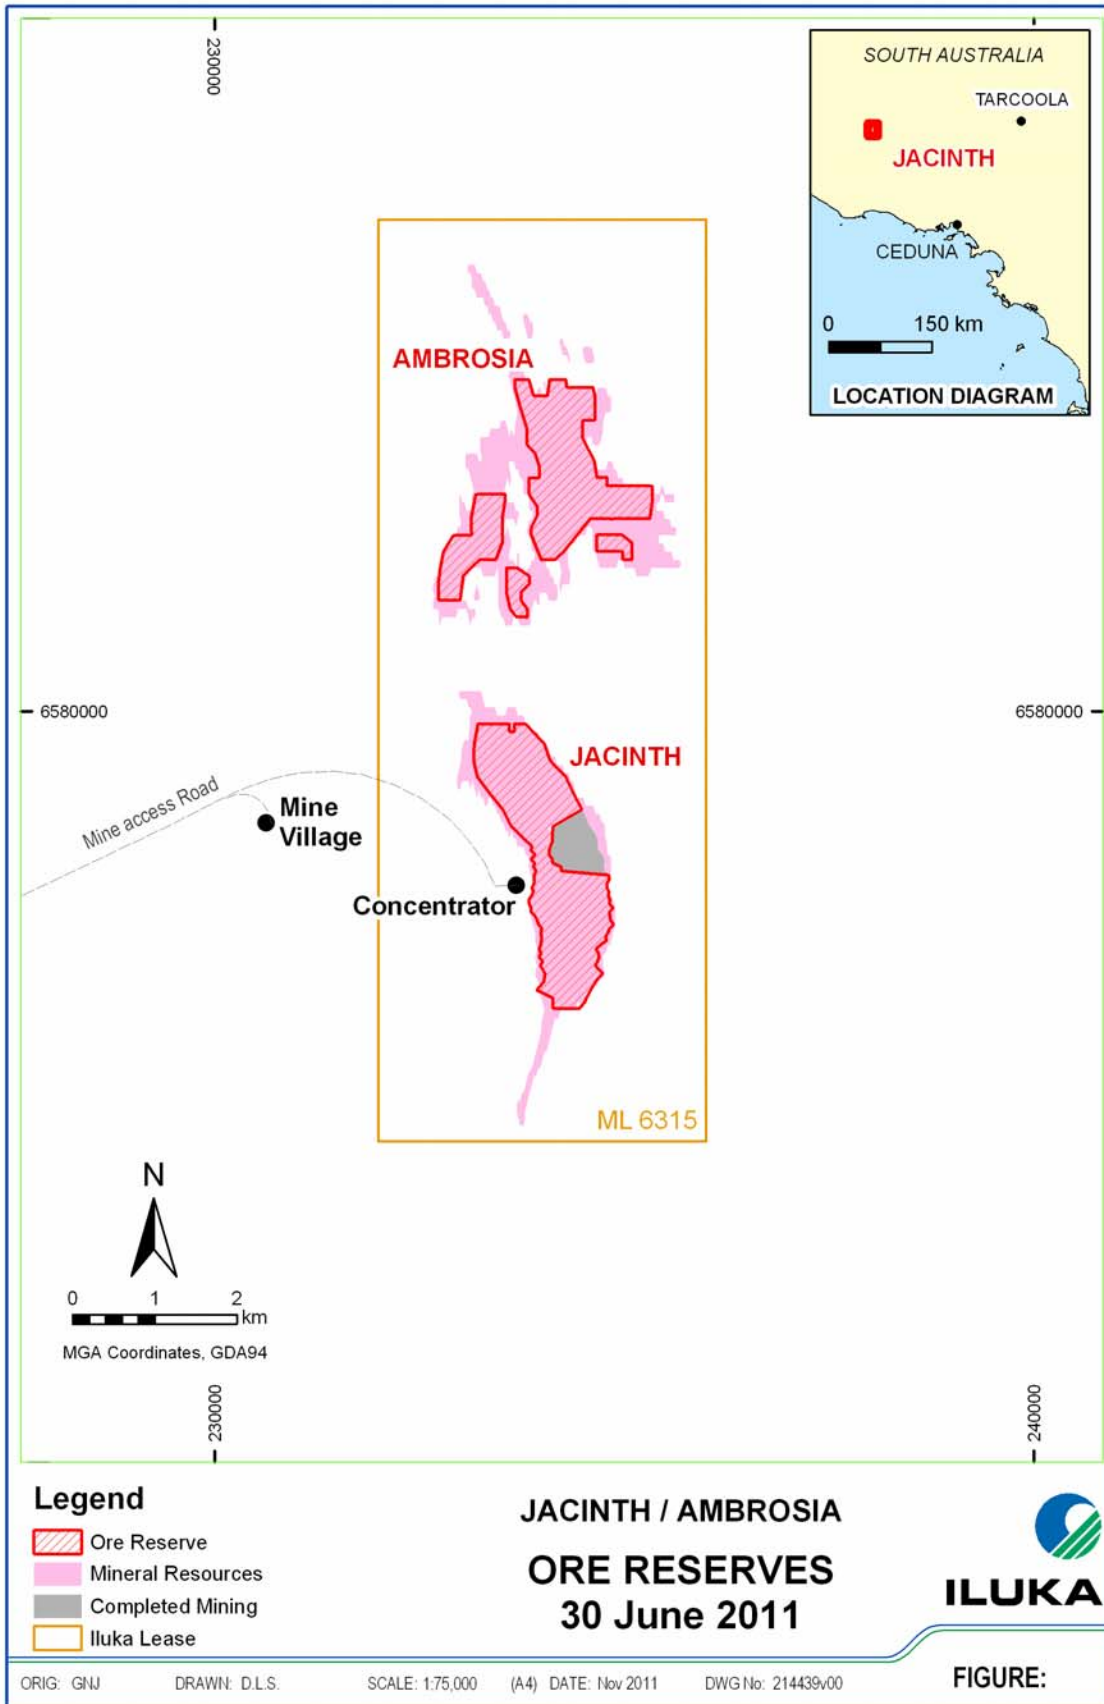 230000
SOUTH AUSTRALIA
TARCOOLA
JACINTH
CEDUNA
0 150 km
LOCATION DIAGRAM
AMBROSIA
6580000
6580000
JACINTH
Mine access Road
Mine
Village
Concentrator
ML 6315
N
0 1 2
km
MGA Coordinates, GDA94
230000
240000
Legend
Ore Reserve
Mineral Resources
Completed Mining
Iluka Lease
JACINTH / AMBROSIA
ORE RESERVES
30 June 2011
ILUKA
ORIG: GNJ DRAWN: D.L.S. SCALE: 1:75,000 (A4) DATE: Nov 2011 DWG No: 214439v00
FIGURE: